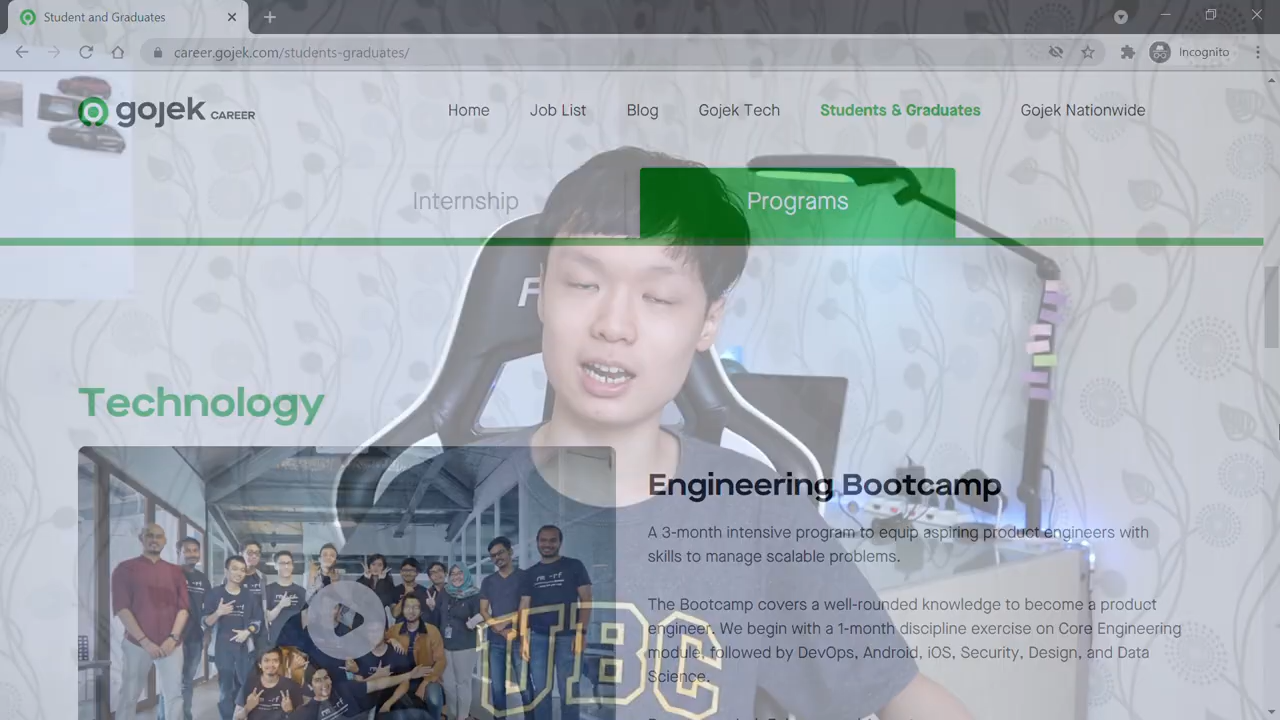 Student and Graduates
career.gojek.com/students-graduates/
Incognito
gojek CAREER
Home
Job List
Blog
Gojek Tech
Students & Graduates
Gojek Nationwide
Internship
Programs
Technology
Engineering Bootcamp
A 3-month intensive program to equip aspiring product engineers with
skills to manage scalable problems.
The Bootcamp covers a well-rounded knowledge to become a product
engineer. We begin with a 1-month discipline exercise on Core Engineering
module, followed by DevOps, Android, iOS, Security, Design, and Data
Science.
UBC